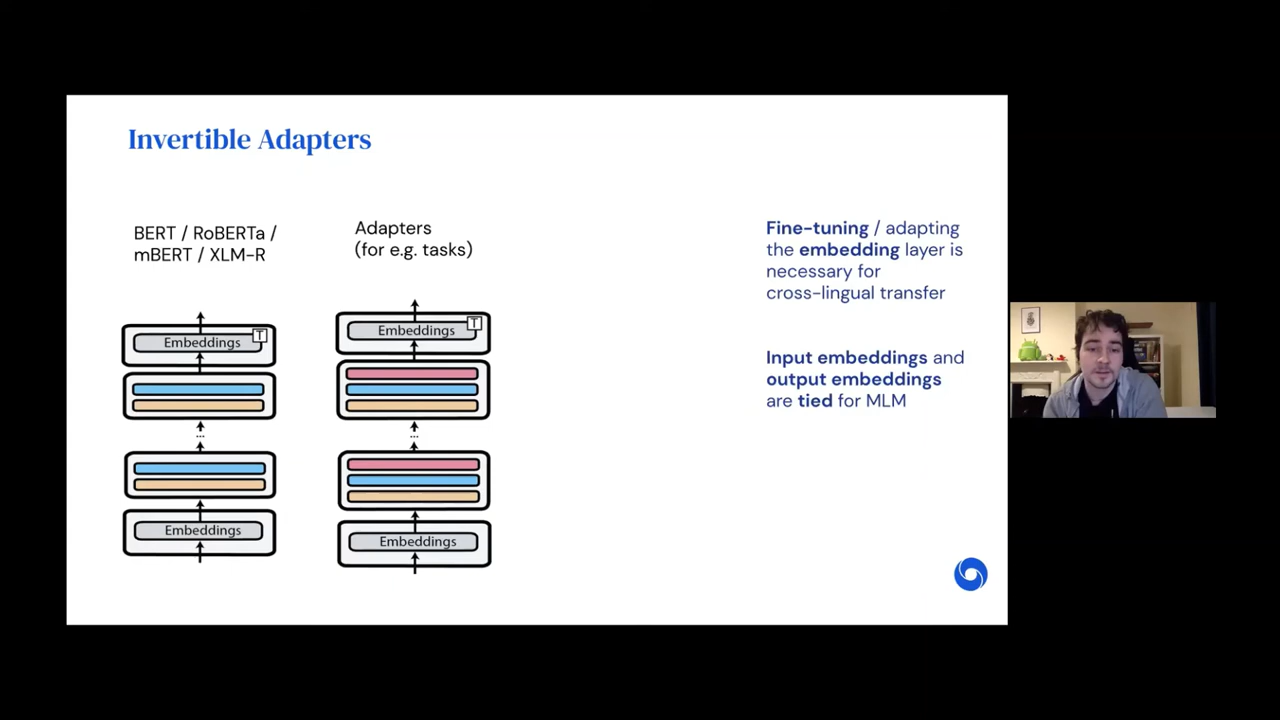 Invertible Adapters
BERT / RoBERTa /
mBERT / XLM-R
Adapters
(for e.g. tasks)
Embeddings
T
...
Embeddings
Embeddings
T
...
Embeddings
Fine-tuning / adapting
the embedding layer is
necessary for
cross-lingual transfer
Input embeddings and
output embeddings
are tied for MLM